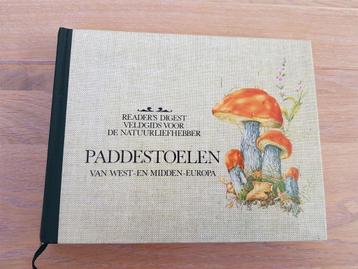 READER'S DIGEST
VELDGIDS VOOR
DE NATUURLIEFHEBBER
PADDESTOELEN
VAN WEST- EN MIDDEN-EUROPA